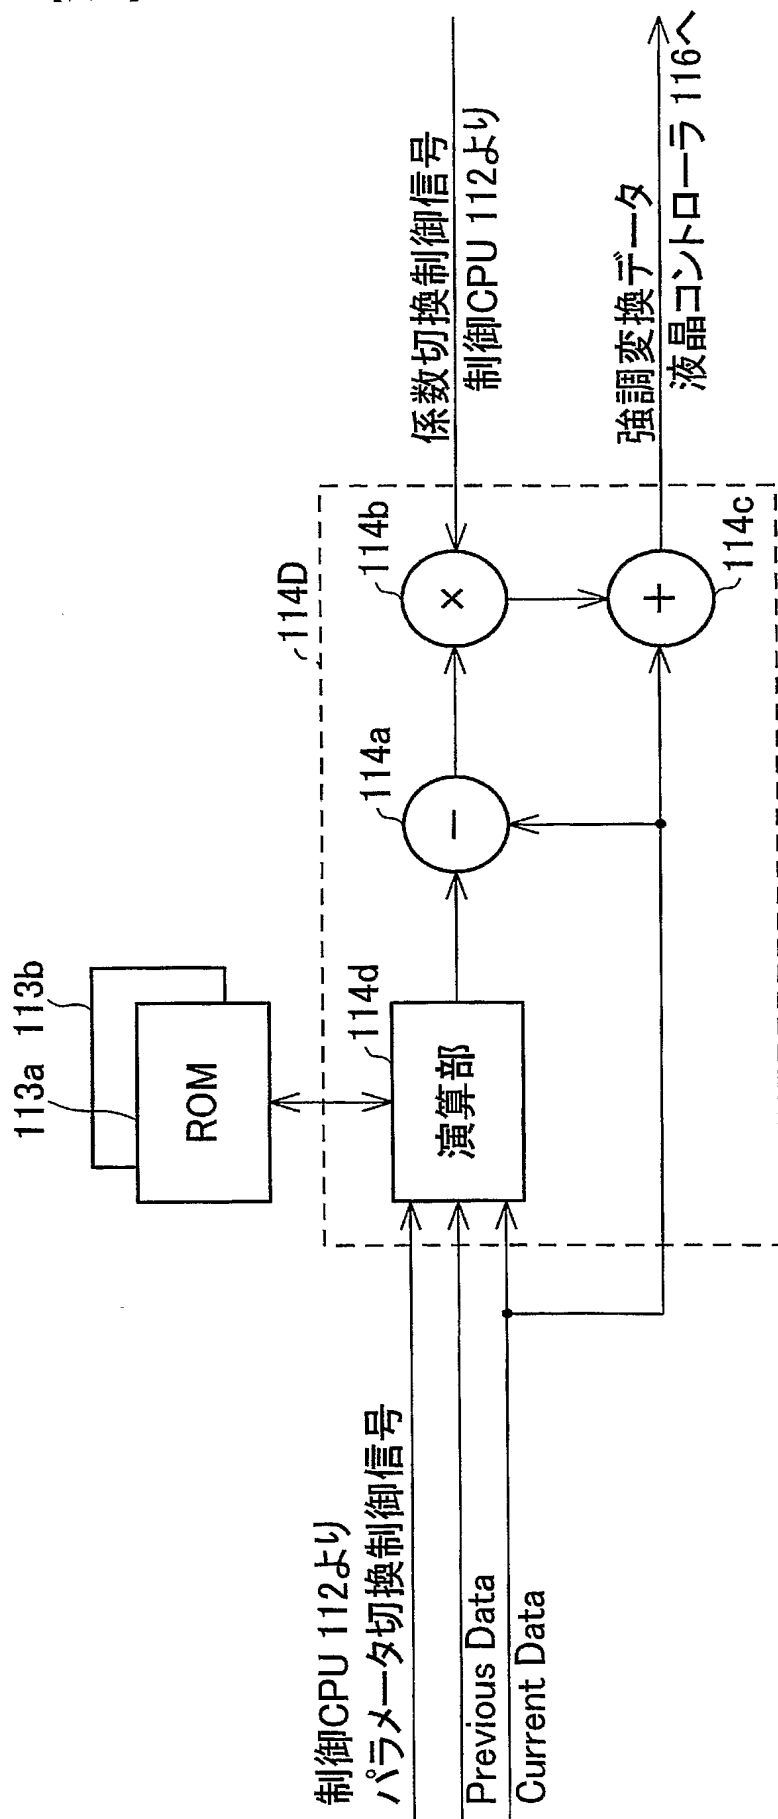 制御CPU 112より
パラメータ切換制御信号
Previous Data
Current Data
113a
113b
ROM
演算部
114d
114D
114a
−
114b
×
114c
+
係数切換制御信号
制御CPU 112より
強調変換データ
液晶コントローラ 116へ